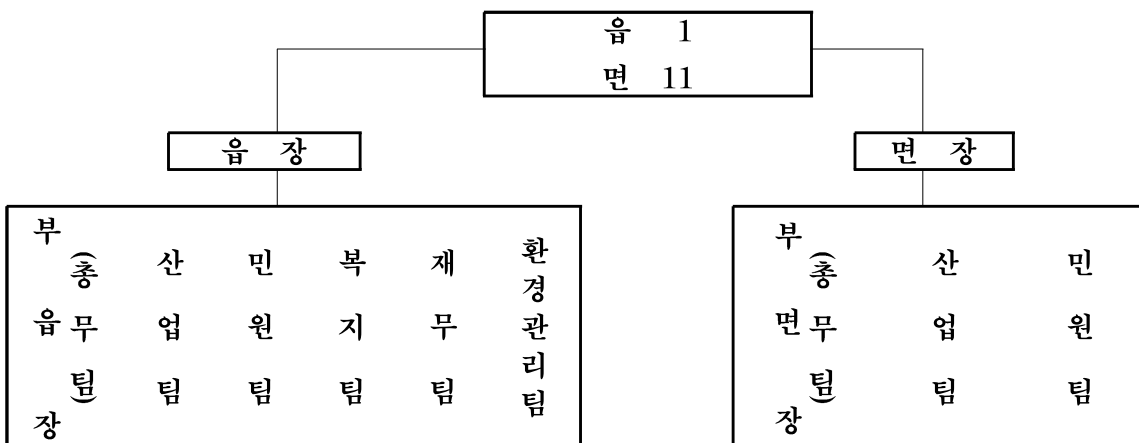 읍 1
면 11
읍 장
면 장
부읍장
(총무팀)
산업팀
민원팀
복지팀
재무팀
환경관리팀
부면장
(총무팀)
산업팀
민원팀